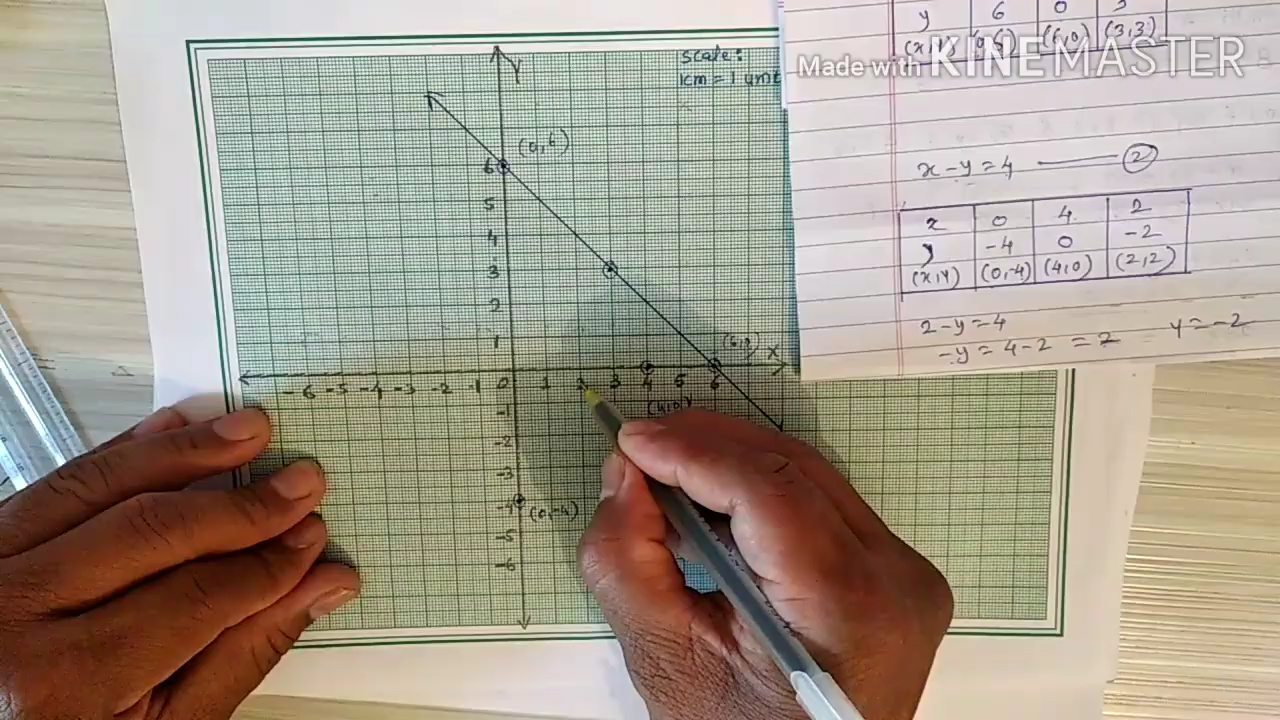 y 6 0 3
(x,y) (0,6) (6,0) (3,3)
Made with KINEMASTER
scale:
1cm = 1 unit
x - y = 4 ② 
x 0 4 2
y -4 0 -2
(x,y) (0,-4) (4,0) (2,2)
2 - y = 4
-y = 4 - 2 = 2 y = -2
Y
(0,6)
6
5
4
3
2
1
(6,0)
X
-6 -5 -4 -3 -2 -1 0 1 2 3 4 5 6
(4,0)
-1
-2
-3
-4 (0,-4)
-5
-6